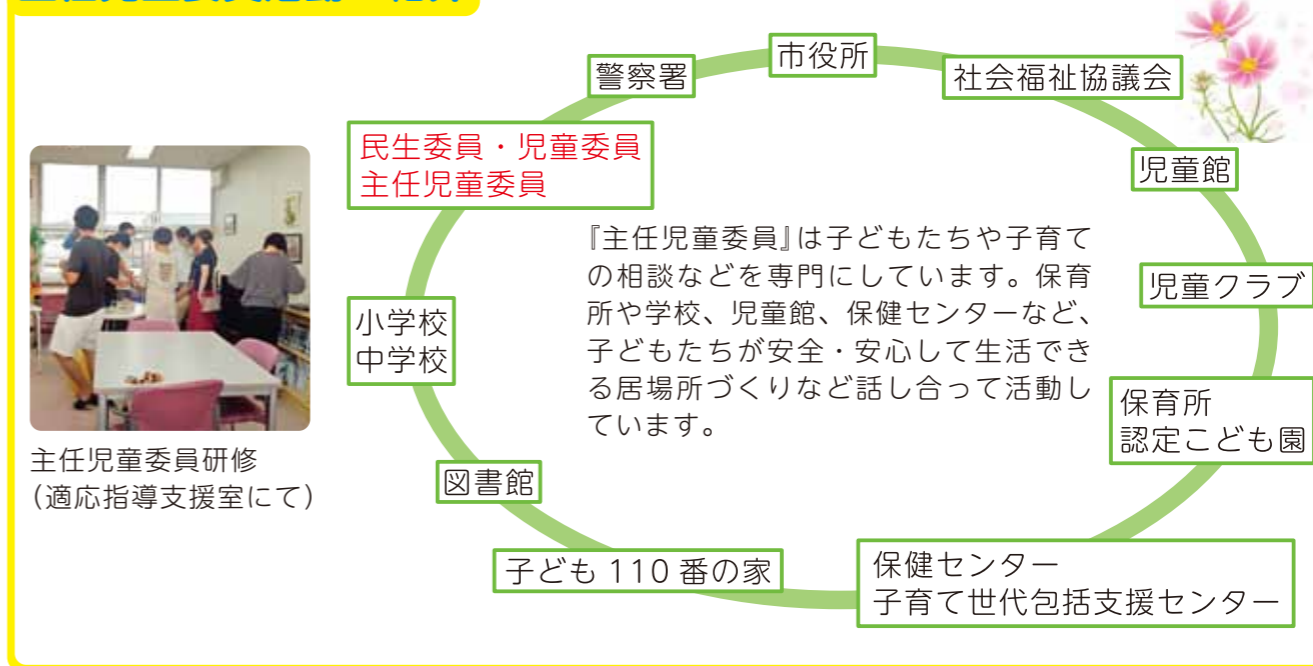 警察署
市役所
社会福祉協議会
民生委員・児童委員
主任児童委員
児童館
児童クラブ
小学校
中学校
『主任児童委員』は子どもたちや子育て
の相談などを専門にしています。保育
所や学校、児童館、保健センターなど、
子どもたちが安全・安心して生活でき
る居場所づくりなど話し合って活動し
ています。
保育所
認定こども園
主任児童委員研修
(適応指導支援室にて)
図書館
子ども 110 番の家
保健センター
子育て世代包括支援センター